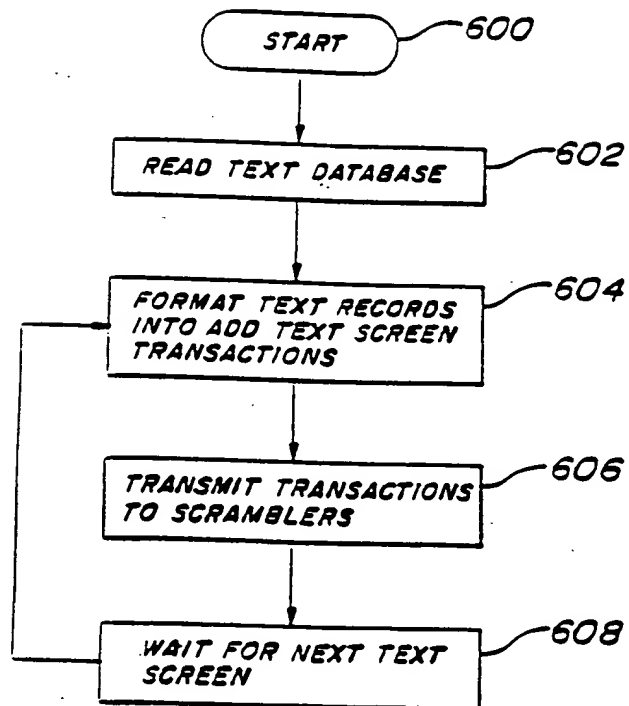 START
600
READ TEXT DATABASE
602
FORMAT TEXT RECORDS
INTO ADD TEXT SCREEN
TRANSACTIONS
604
TRANSMIT TRANSACTIONS
TO SCRAMBLERS
606
WAIT FOR NEXT TEXT
SCREEN
608